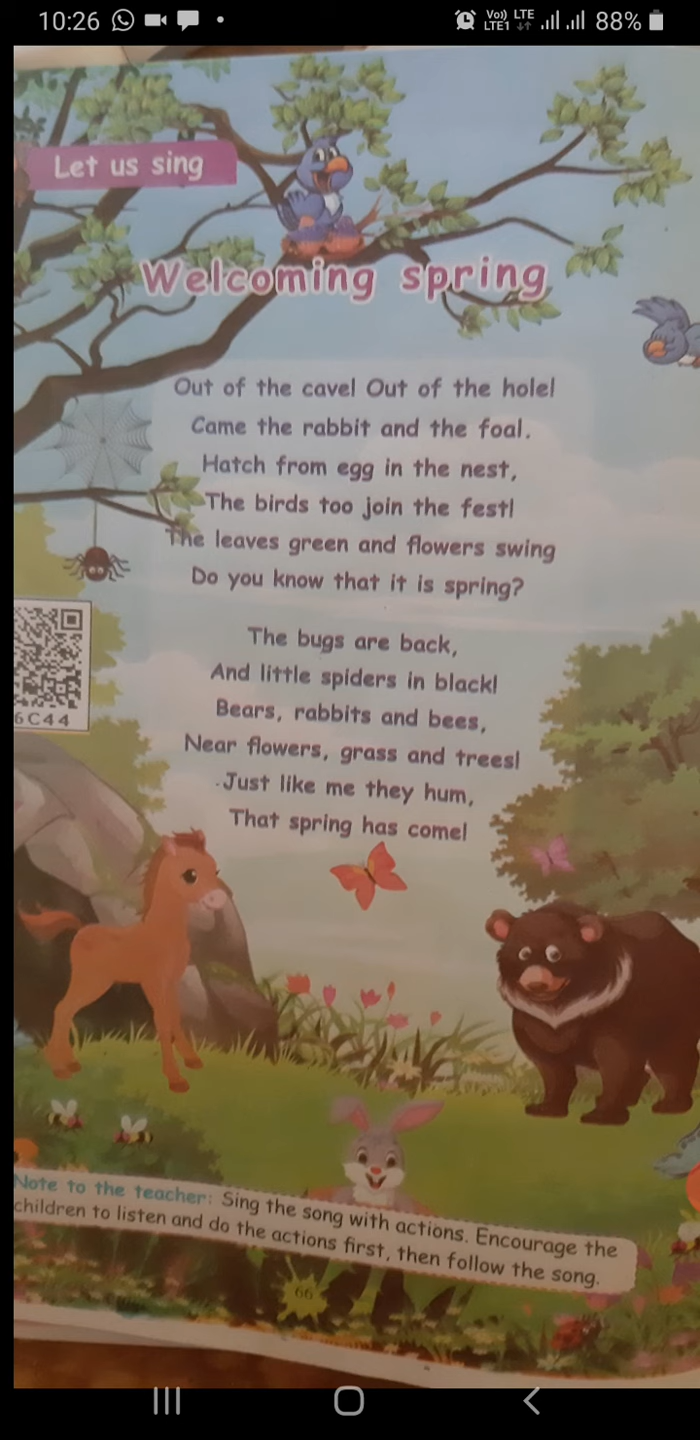 10:26
Vo)) LTE
LTE1
88%
Let us sing
Welcoming spring
Out of the cave! Out of the hole!
Came the rabbit and the foal.
Hatch from egg in the nest,
The birds too join the fest!
The leaves green and flowers swing
Do you know that it is spring?
The bugs are back,
And little spiders in black!
Bears, rabbits and bees,
Near flowers, grass and trees!
Just like me they hum,
That spring has come!
6C44
Note to the teacher: Sing the song with actions. Encourage the
children to listen and do the actions first, then follow the song.
66